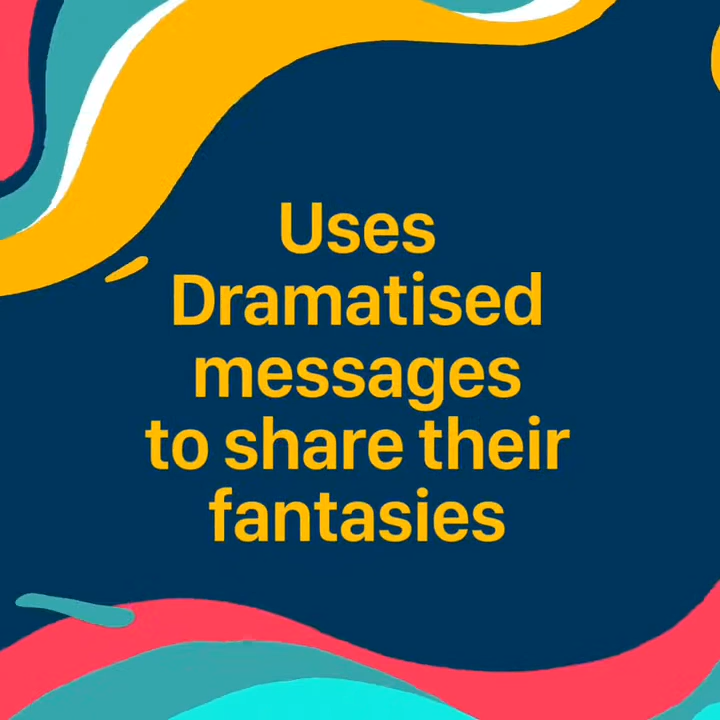 Uses
Dramatised
messages
to share their
fantasies